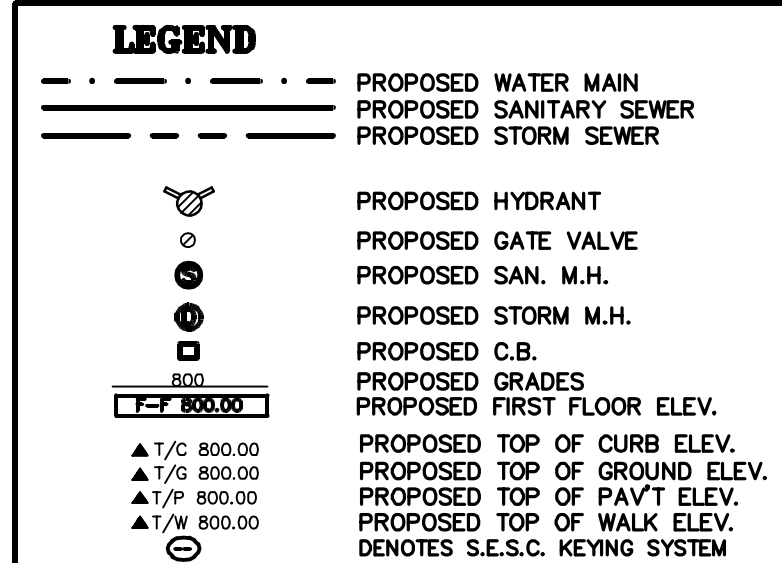 LEGEND
PROPOSED WATER MAIN
PROPOSED SANITARY SEWER
PROPOSED STORM SEWER
PROPOSED HYDRANT
PROPOSED GATE VALVE
S PROPOSED SAN. M.H.
D PROPOSED STORM M.H.
PROPOSED C.B.
800 PROPOSED GRADES
F-F 800.00 PROPOSED FIRST FLOOR ELEV.
T/C 800.00 PROPOSED TOP OF CURB ELEV.
T/G 800.00 PROPOSED TOP OF GROUND ELEV.
T/P 800.00 PROPOSED TOP OF PAV'T ELEV.
T/W 800.00 PROPOSED TOP OF WALK ELEV.
DENOTES S.E.S.C. KEYING SYSTEM